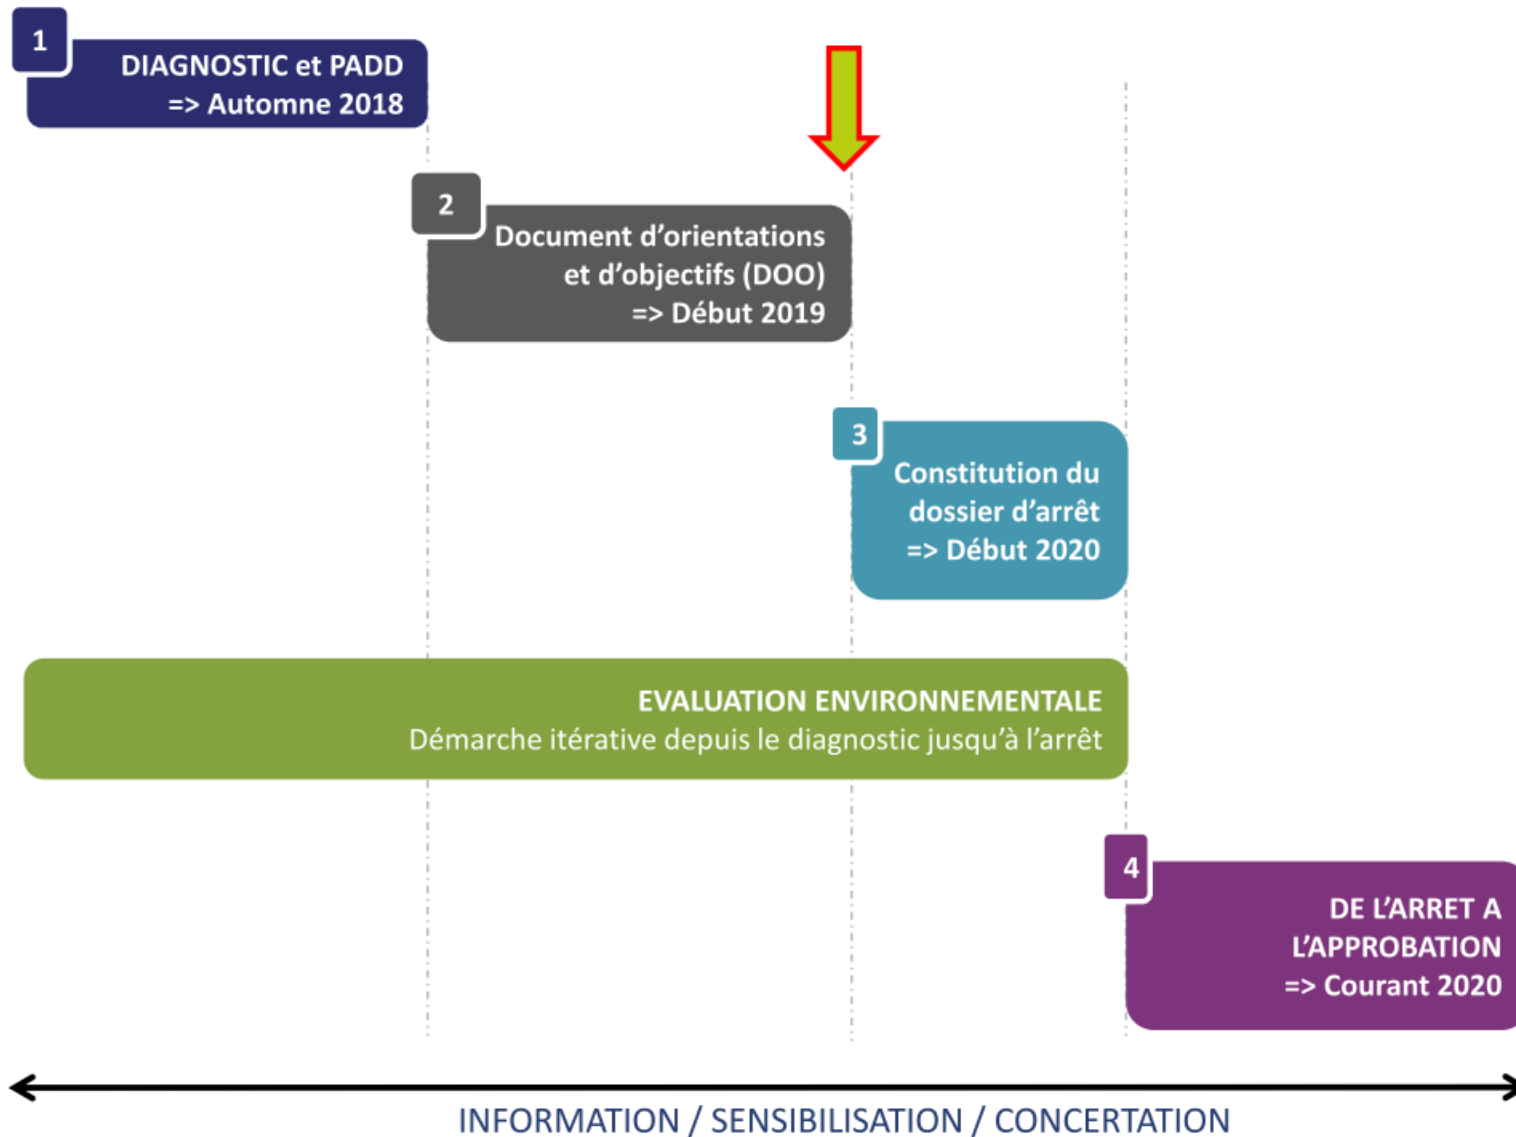 1
DIAGNOSTIC et PADD
=> Automne 2018
2
Document d’orientations
et d’objectifs (DOO)
=> Début 2019
3
Constitution du
dossier d’arrêt
=> Début 2020
EVALUATION ENVIRONNEMENTALE
Démarche itérative depuis le diagnostic jusqu’à l’arrêt
4
DE L’ARRET A
L’APPROBATION
=> Courant 2020
INFORMATION / SENSIBILISATION / CONCERTATION